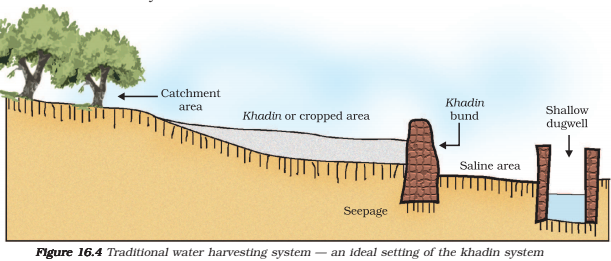 Catchment
area
Khadin or cropped area
Khadin
bund
Shallow
dugwell
Saline area
Seepage
Figure 16.4 Traditional water harvesting system — an ideal setting of the khadin system